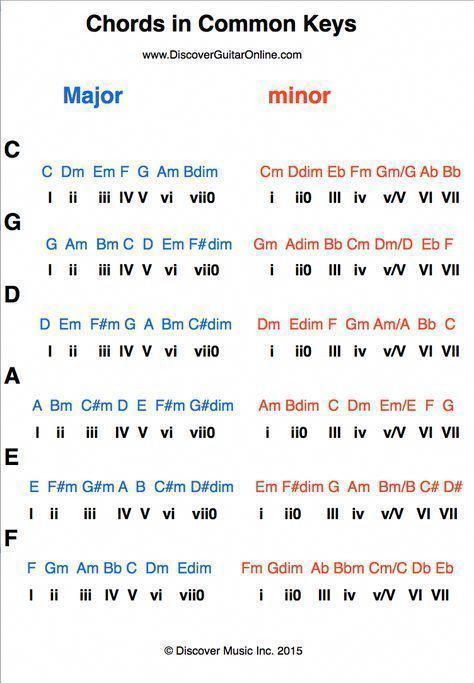 Chords in Common Keys
www.DiscoverGuitarOnline.com
Major minor
C
C Dm Em F G Am Bdim Cm Ddim Eb Fm Gm/G Ab Bb
I ii iii IV V vi vii0 i ii0 III iv v/V VI VII
G
G Am Bm C D Em F#dim Gm Adim Bb Cm Dm/D Eb F
I ii iii IV V vi vii0 i ii0 III iv v/V VI VII
D
D Em F#m G A Bm C#dim Dm Edim F Gm Am/A Bb C
I ii iii IV V vi vii0 i ii0 III iv v/V VI VII
A
A Bm C#m D E F#m G#dim Am Bdim C Dm Em/E F G
I ii iii IV V vi vii0 i ii0 III iv v/V VI VII
E
E F#m G#m A B C#m D#dim Em F#dim G Am Bm/B C# D#
I ii iii IV V vi vii0 i ii0 III iv v/V VI VII
F
F Gm Am Bb C Dm Edim Fm Gdim Ab Bbm Cm/C Db Eb
I ii iii IV V vi vii0 i ii0 III iv v/V VI VII
© Discover Music Inc. 2015